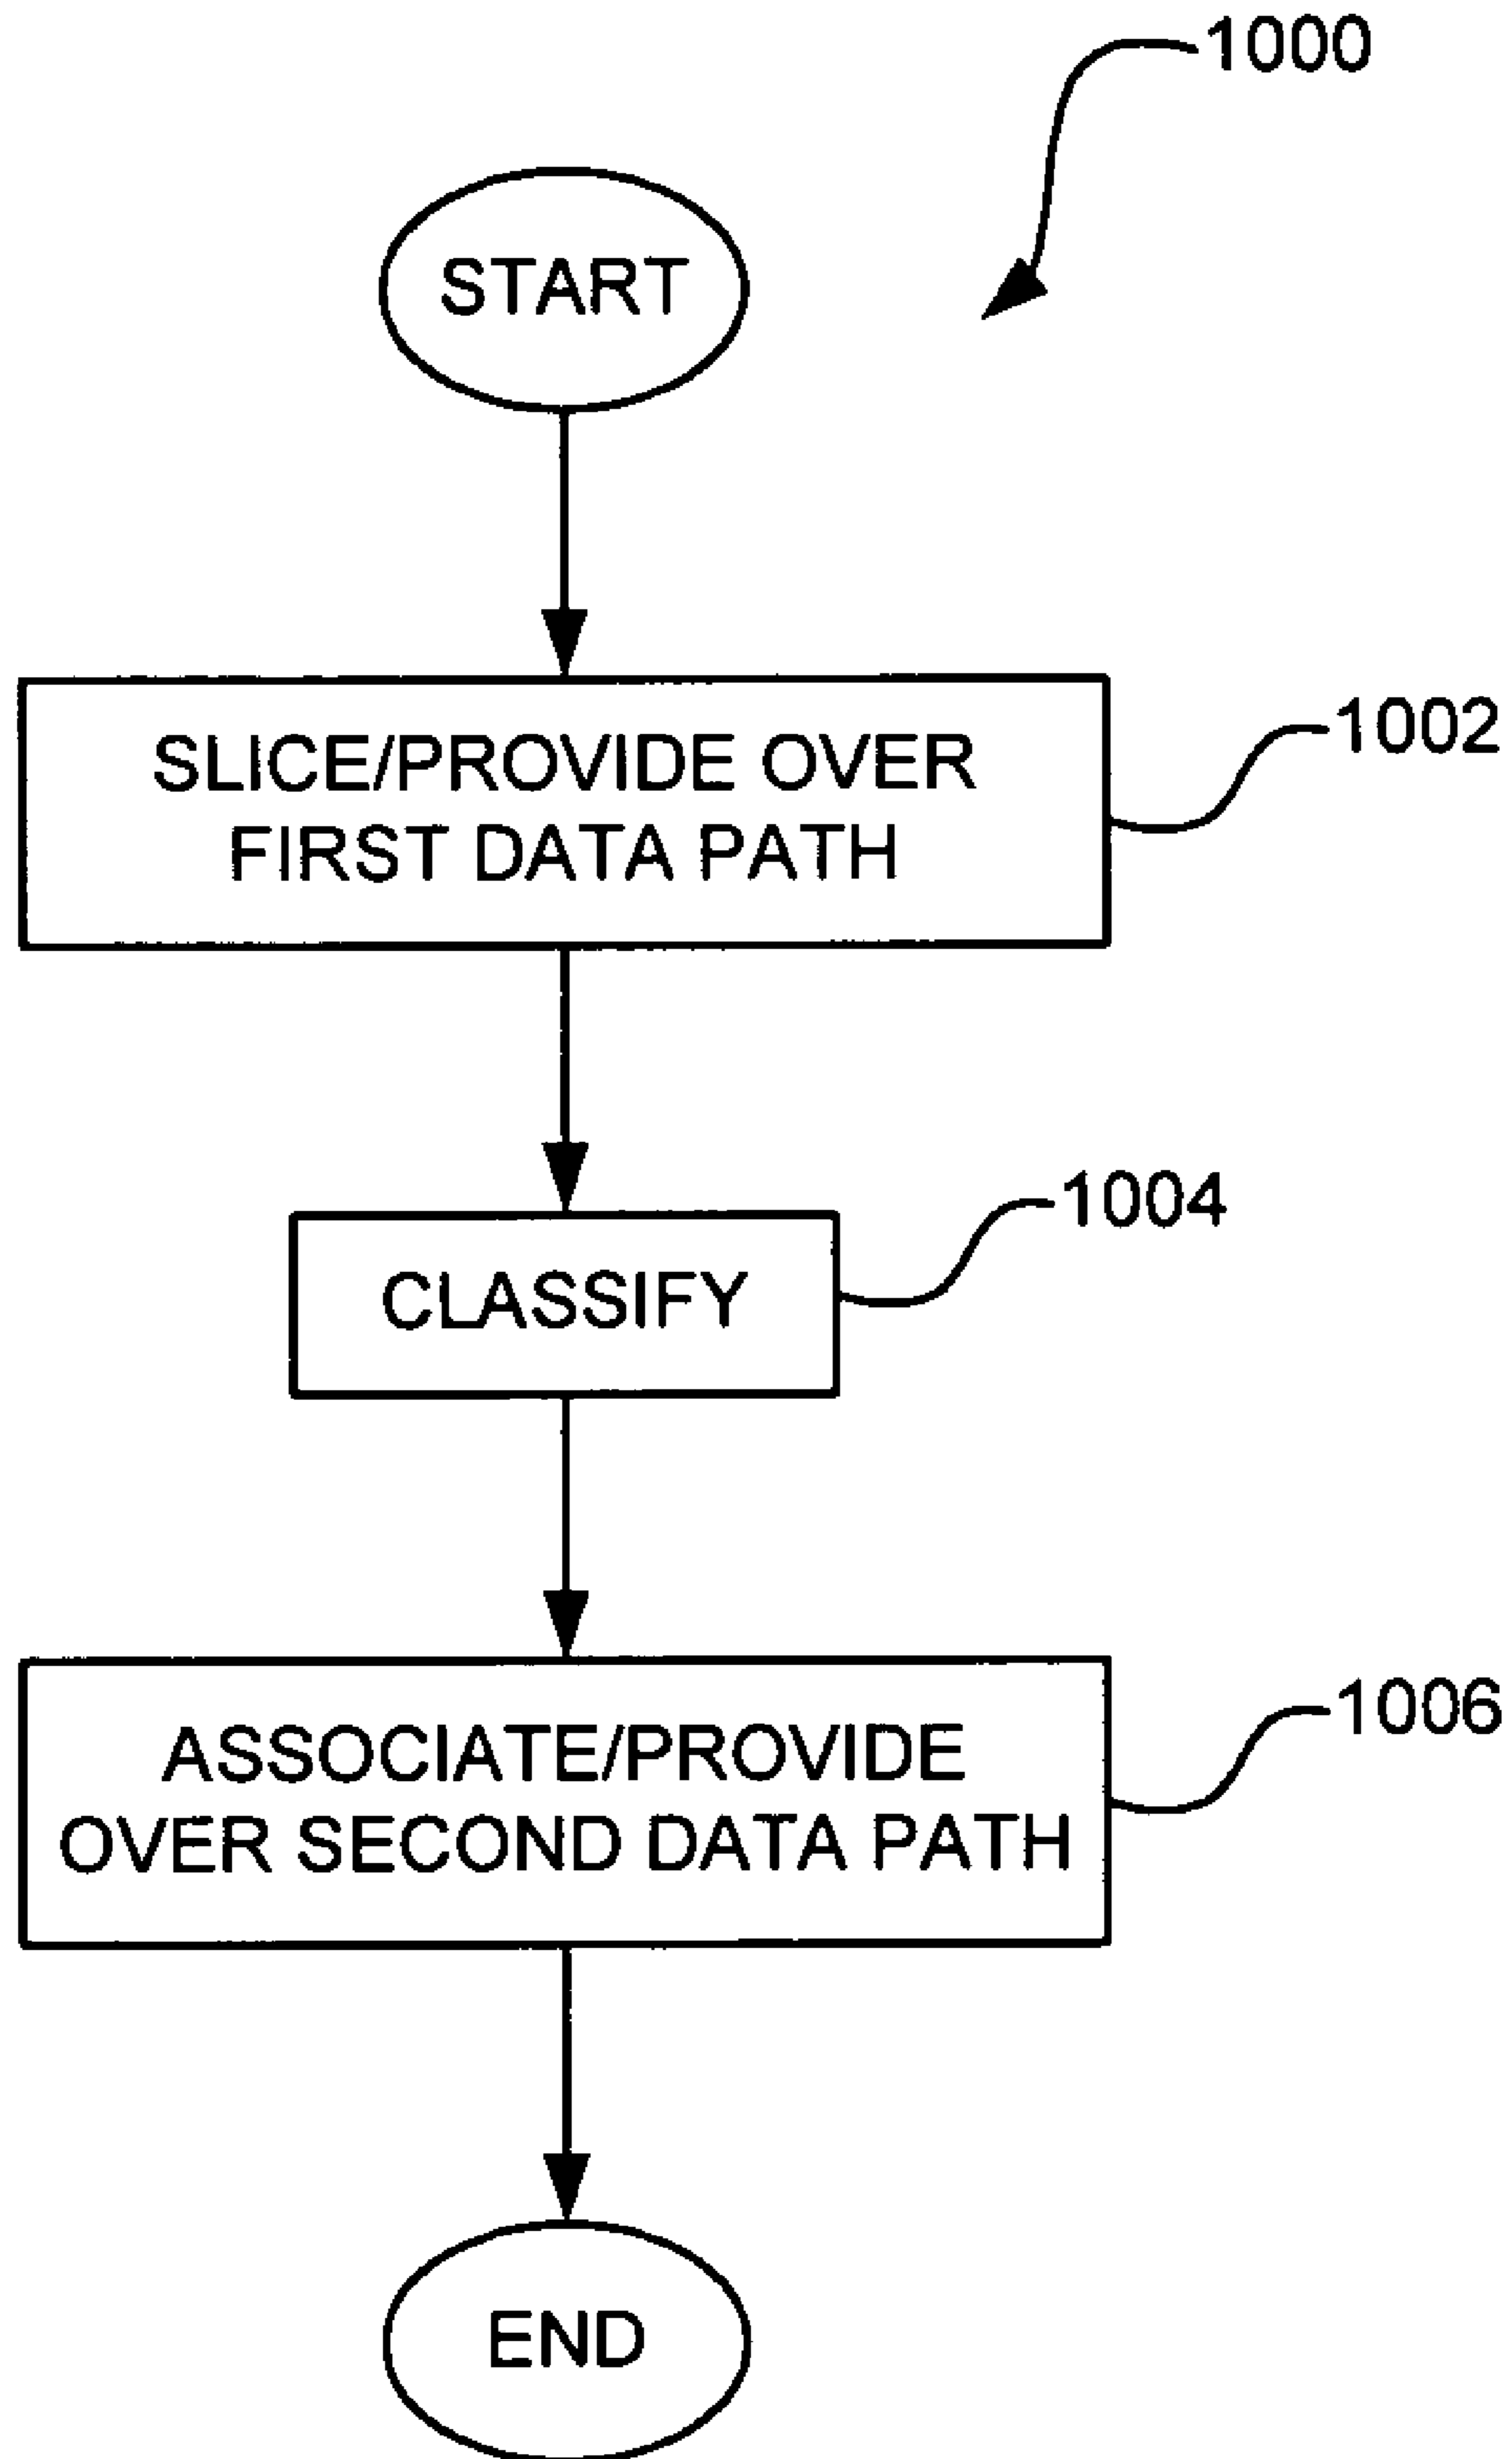 1000
START
SLICE/PROVIDE OVER
FIRST DATA PATH
1002
CLASSIFY
1004
ASSOCIATE/PROVIDE
OVER SECOND DATA PATH
1006
END